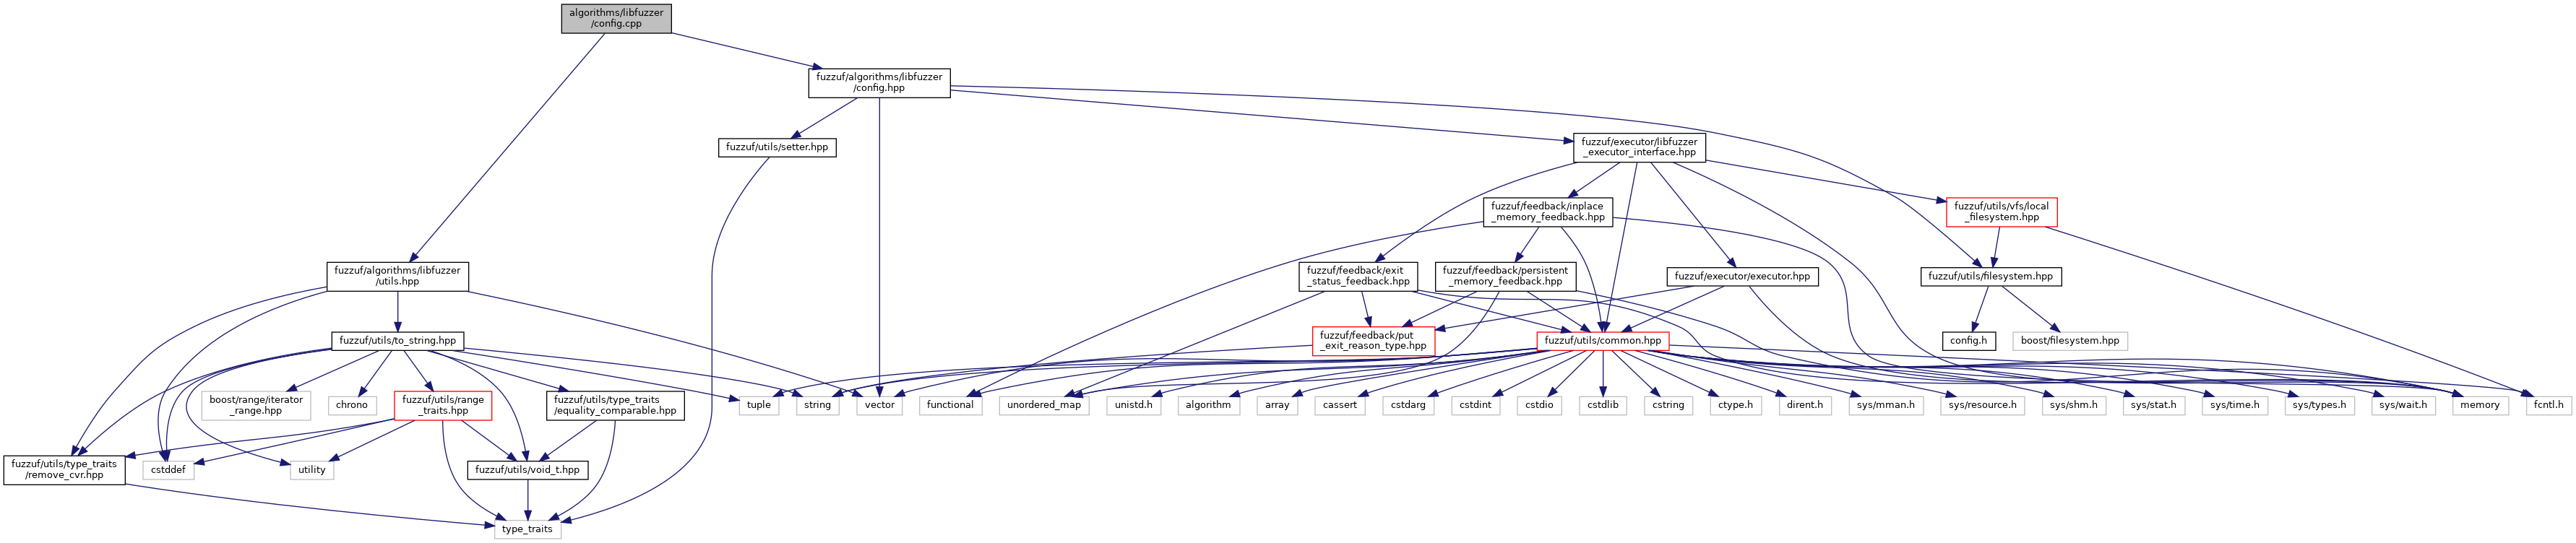 algorithms/libfuzzer
/config.cpp
fuzzuf/algorithms/libfuzzer
/config.hpp
fuzzuf/utils/setter.hpp
fuzzuf/executor/libfuzzer
_executor_interface.hpp
fuzzuf/feedback/inplace
_memory_feedback.hpp
fuzzuf/utils/vfs/local
_filesystem.hpp
fuzzuf/algorithms/libfuzzer
/utils.hpp
fuzzuf/feedback/exit
_status_feedback.hpp
fuzzuf/feedback/persistent
_memory_feedback.hpp
fuzzuf/executor/executor.hpp
fuzzuf/utils/filesystem.hpp
fuzzuf/utils/to_string.hpp
fuzzuf/feedback/put
_exit_reason_type.hpp
fuzzuf/utils/common.hpp
config.h
boost/filesystem.hpp
boost/range/iterator
_range.hpp
chrono
fuzzuf/utils/range
_traits.hpp
fuzzuf/utils/type_traits
/equality_comparable.hpp
tuple
string
vector
functional
unordered_map
unistd.h
algorithm
array
cassert
cstdarg
cstdint
cstdio
cstdlib
cstring
ctype.h
dirent.h
sys/mman.h
sys/resource.h
sys/shm.h
sys/stat.h
sys/time.h
sys/types.h
sys/wait.h
memory
fcntl.h
fuzzuf/utils/type_traits
/remove_cvr.hpp
cstddef
utility
fuzzuf/utils/void_t.hpp
type_traits